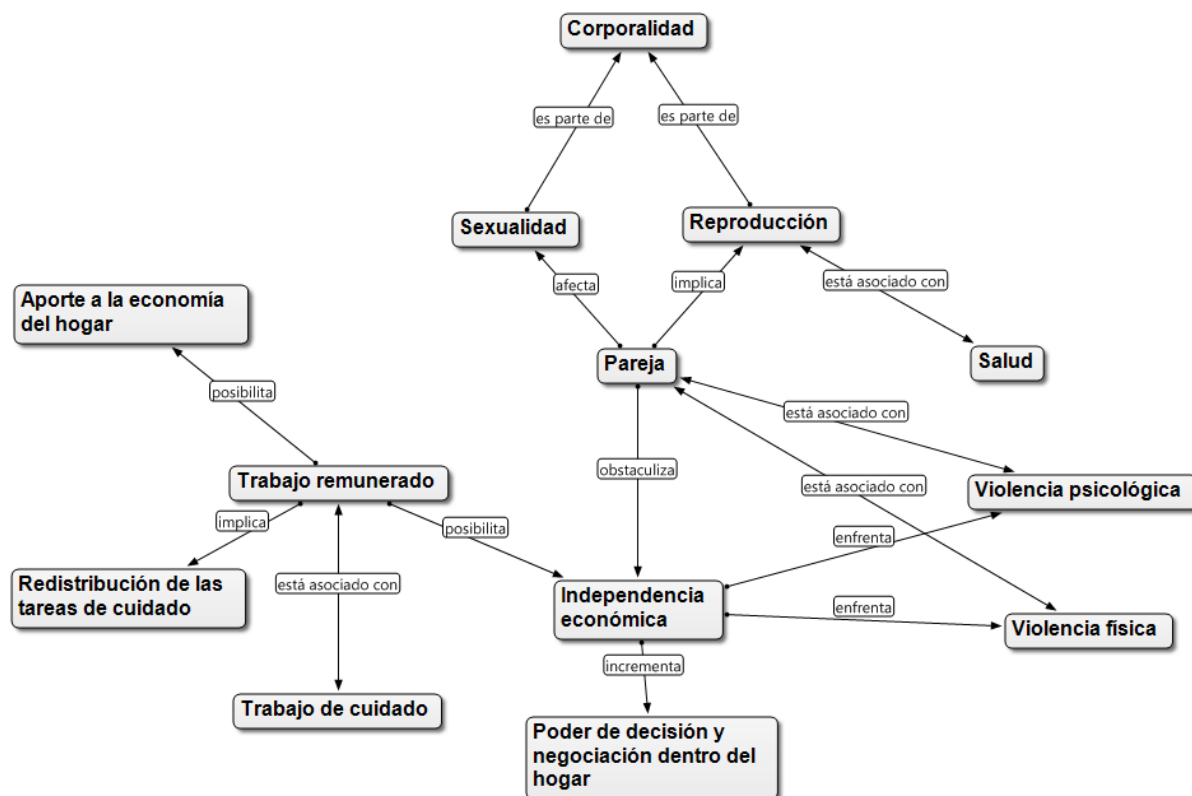 Corporalidad
es parte de
es parte de
Sexualidad
Reproducción
afecta
implica
está asociado con
Aporte a la economía
del hogar
Pareja
Salud
posibilita
está asociado con
obstaculiza
Trabajo remunerado
está asociado con
Violencia psicológica
implica
posibilita
enfrenta
Redistribución de las
tareas de cuidado
está asociado con
Independencia
económica
enfrenta
Violencia física
incrementa
Trabajo de cuidado
Poder de decisión y
negociación dentro del
hogar